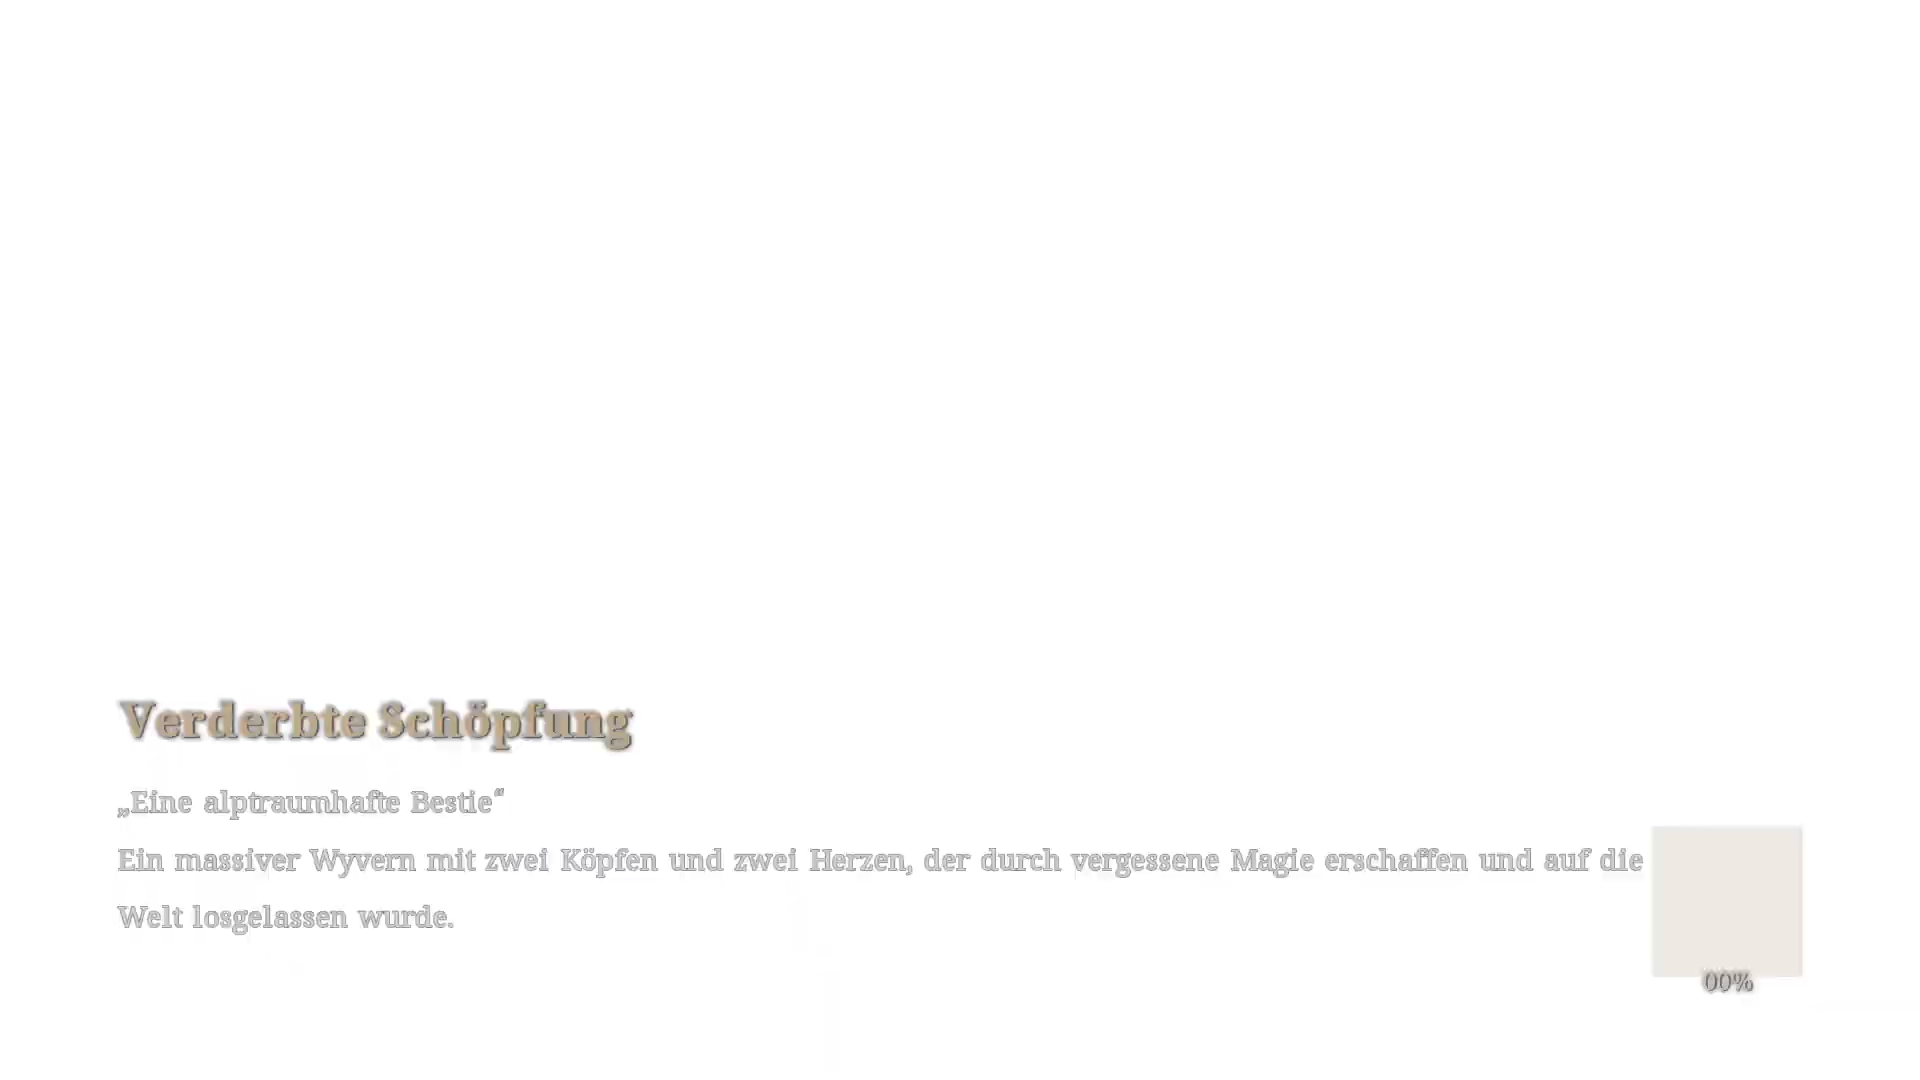 Verderbte Schöpfung
„Eine alptraumhafte Bestie“
Ein massiver Wyvern mit zwei Köpfen und zwei Herzen, der durch vergessene Magie erschaffen und auf die
Welt losgelassen wurde.
00%